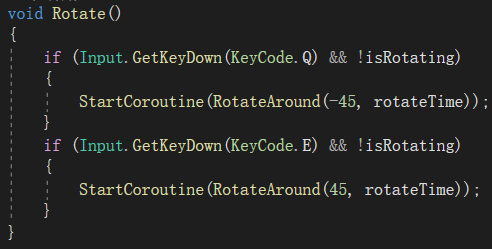 void Rotate()
{
if (Input.GetKeyDown(KeyCode.Q) && !isRotating)
{
StartCoroutine(RotateAround(-45, rotateTime));
}
if (Input.GetKeyDown(KeyCode.E) && !isRotating)
{
StartCoroutine(RotateAround(45, rotateTime));
}
}